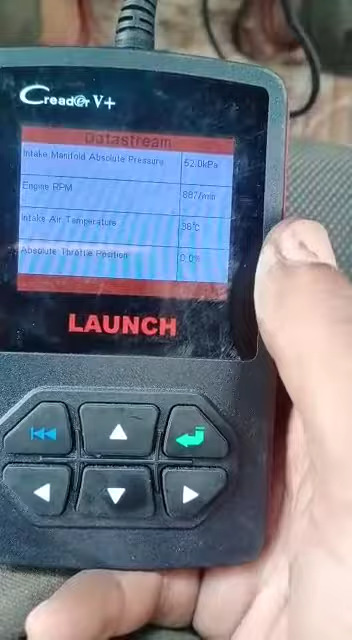 Creader V+
Datastream
Intake Manifold Absolute Pressure 52.0kPa
Engine RPM 887/min
Intake Air Temperature 36℃
Absolute Throttle Position 0.0%
LAUNCH